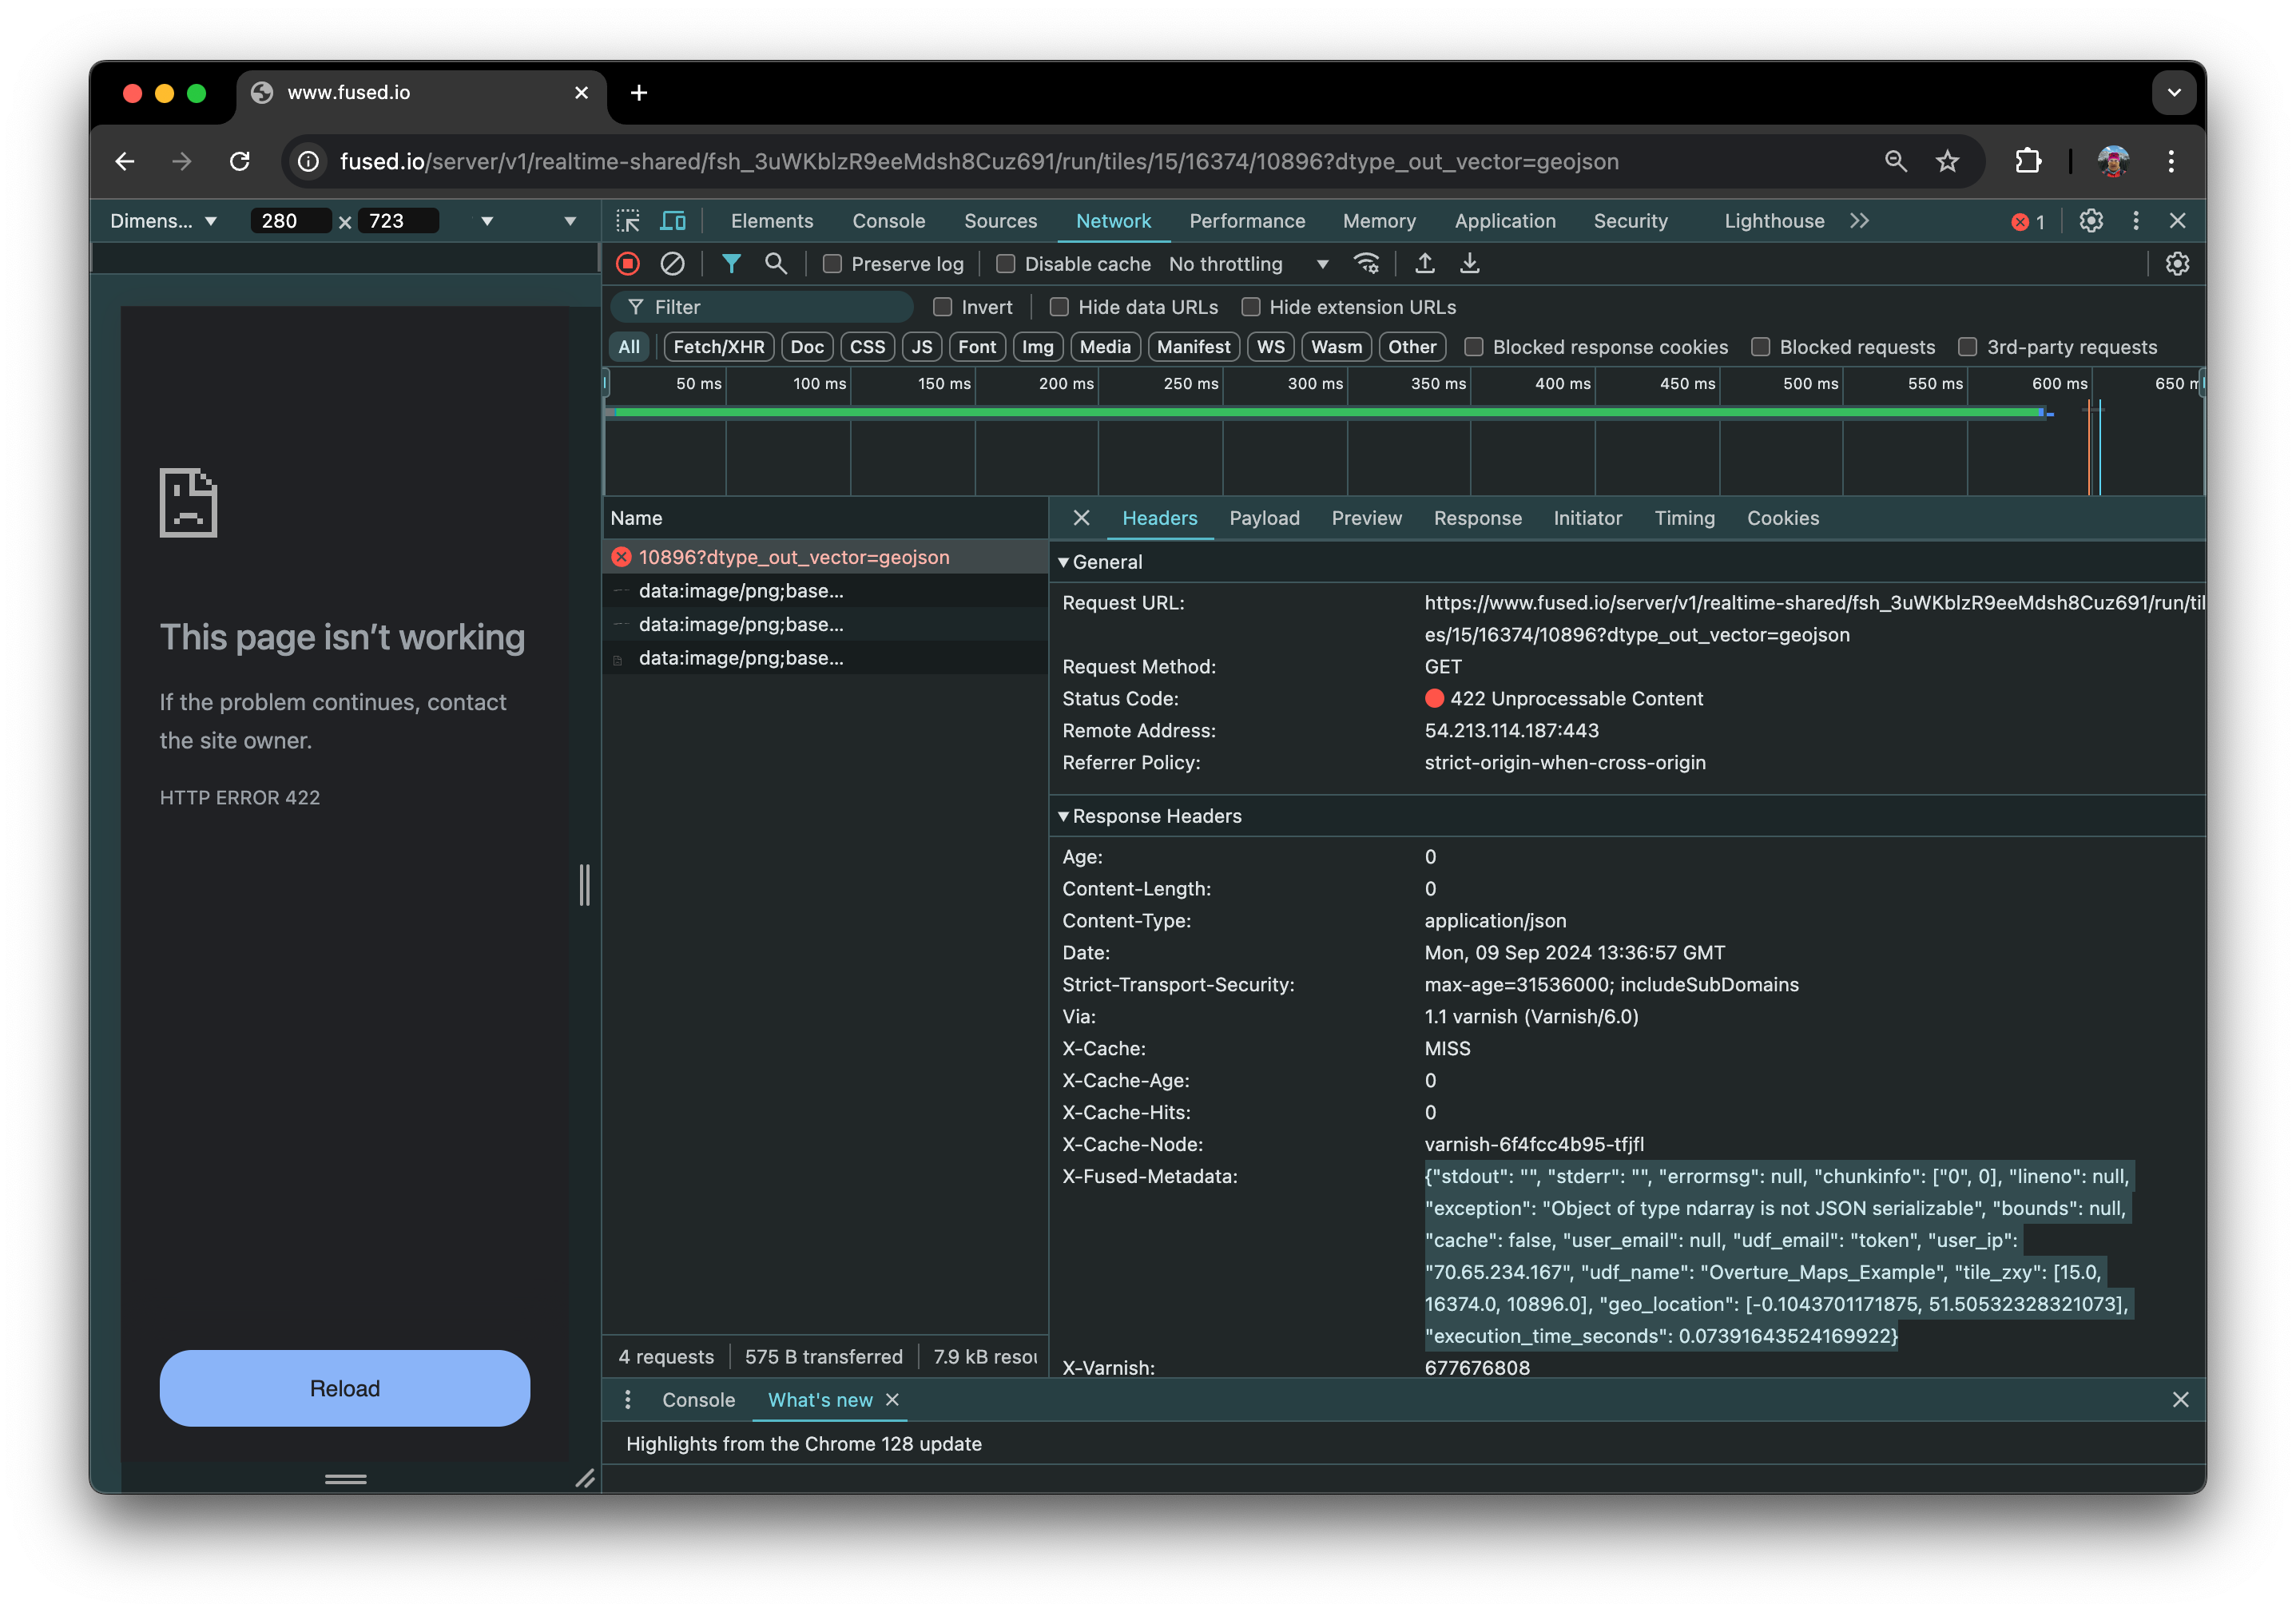 www.fused.io
fused.io/server/v1/realtime-shared/fsh_3uWKblzR9eeMdsh8Cuz691/run/tiles/15/16374/10896?dtype_out_vector=geojson
Dimens... 280 × 723
Elements Console Sources Network Performance Memory Application Security Lighthouse 1
Preserve log Disable cache No throttling
Filter Invert Hide data URLs Hide extension URLs
All Fetch/XHR Doc CSS JS Font Img Media Manifest WS Wasm Other Blocked response cookies Blocked requests 3rd-party requests
50 ms 100 ms 150 ms 200 ms 250 ms 300 ms 350 ms 400 ms 450 ms 500 ms 550 ms 600 ms 650 m
This page isn’t working
If the problem continues, contact
the site owner.
HTTP ERROR 422
Reload
Name
10896?dtype_out_vector=geojson
data:image/png;base...
data:image/png;base...
data:image/png;base...
4 requests 575 B transferred 7.9 kB resou
Headers Payload Preview Response Initiator Timing Cookies
General
Request URL: https://www.fused.io/server/v1/realtime-shared/fsh_3uWKblzR9eeMdsh8Cuz691/run/til
es/15/16374/10896?dtype_out_vector=geojson
Request Method: GET
Status Code: 422 Unprocessable Content
Remote Address: 54.213.114.187:443
Referrer Policy: strict-origin-when-cross-origin
Response Headers
Age: 0
Content-Length: 0
Content-Type: application/json
Date: Mon, 09 Sep 2024 13:36:57 GMT
Strict-Transport-Security: max-age=31536000; includeSubDomains
Via: 1.1 varnish (Varnish/6.0)
X-Cache: MISS
X-Cache-Age: 0
X-Cache-Hits: 0
X-Cache-Node: varnish-6f4fcc4b95-tfjfl
X-Fused-Metadata: {"stdout": "", "stderr": "", "errormsg": null, "chunkinfo": ["0", 0], "lineno": null,
"exception": "Object of type ndarray is not JSON serializable", "bounds": null,
"cache": false, "user_email": null, "udf_email": "token", "user_ip":
"70.65.234.167", "udf_name": "Overture_Maps_Example", "tile_zxy": [15.0,
16374.0, 10896.0], "geo_location": [-0.1043701171875, 51.50532328321073],
"execution_time_seconds": 0.07391643524169922}
X-Varnish: 677676808
Console What's new
Highlights from the Chrome 128 update